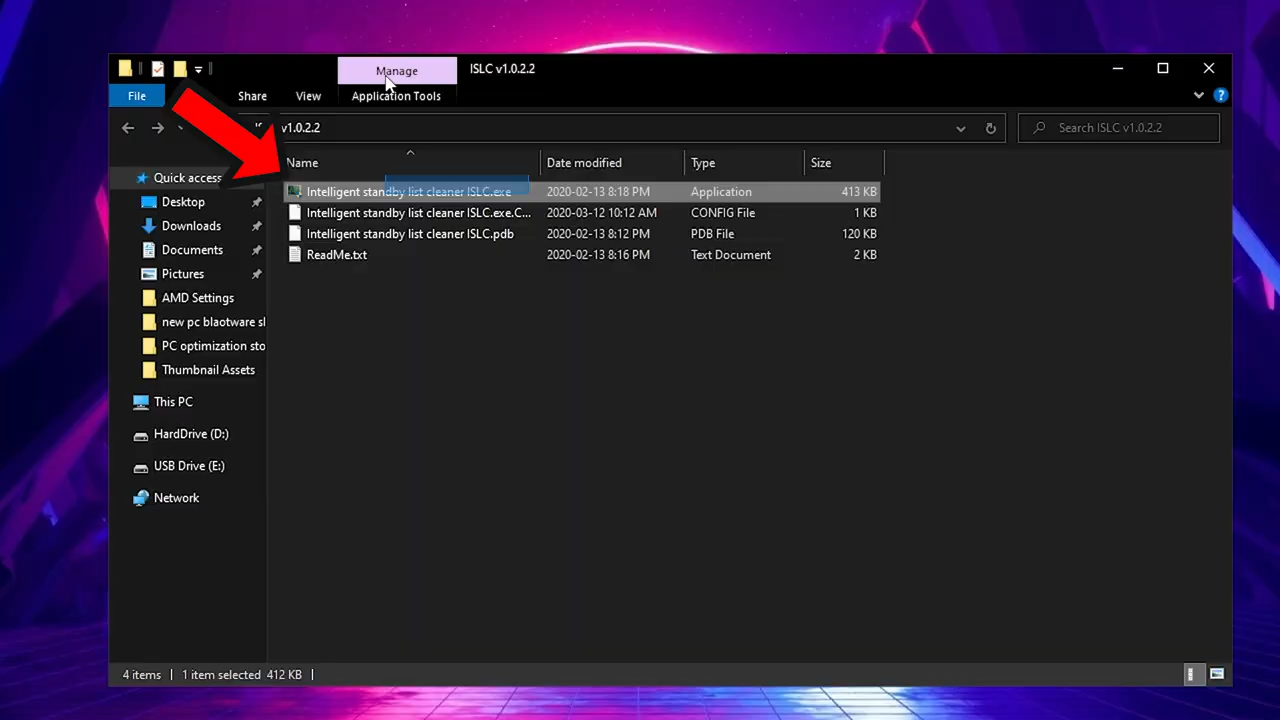 Manage
ISLC v1.0.2.2
File
Share
View
Application Tools
v1.0.2.2
Search ISLC v1.0.2.2
Name
Date modified
Type
Size
Quick access
Desktop
Downloads
Documents
Pictures
AMD Settings
new pc blaotware sl
PC optimization sto
Thumbnail Assets
This PC
HardDrive (D:)
USB Drive (E:)
Network
Intelligent standby list cleaner ISLC.exe 2020-02-13 8:18 PM Application 413 KB
Intelligent standby list cleaner ISLC.exe.C... 2020-03-12 10:12 AM CONFIG File 1 KB
Intelligent standby list cleaner ISLC.pdb 2020-02-13 8:12 PM PDB File 120 KB
ReadMe.txt 2020-02-13 8:16 PM Text Document 2 KB
4 items
1 item selected 412 KB